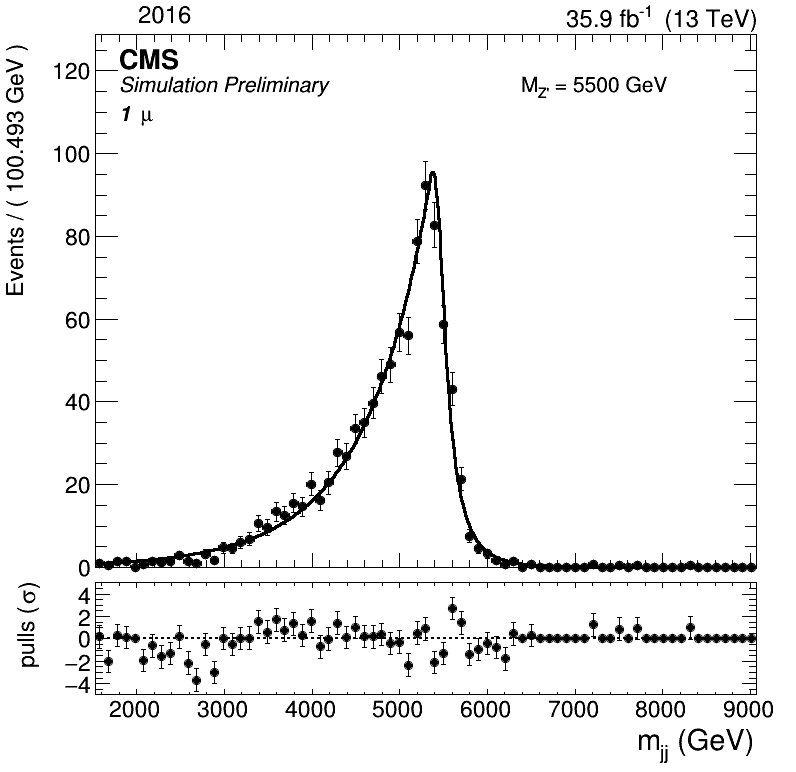 2016 35.9 fb⁻¹ (13 TeV)
CMS
Simulation Preliminary
1 μ
M_Z' = 5500 GeV
Events / ( 100.493 GeV )
120
100
80
60
40
20
0
pulls (σ)
4
2
0
−2
−4
2000 3000 4000 5000 6000 7000 8000 9000
m_jj (GeV)